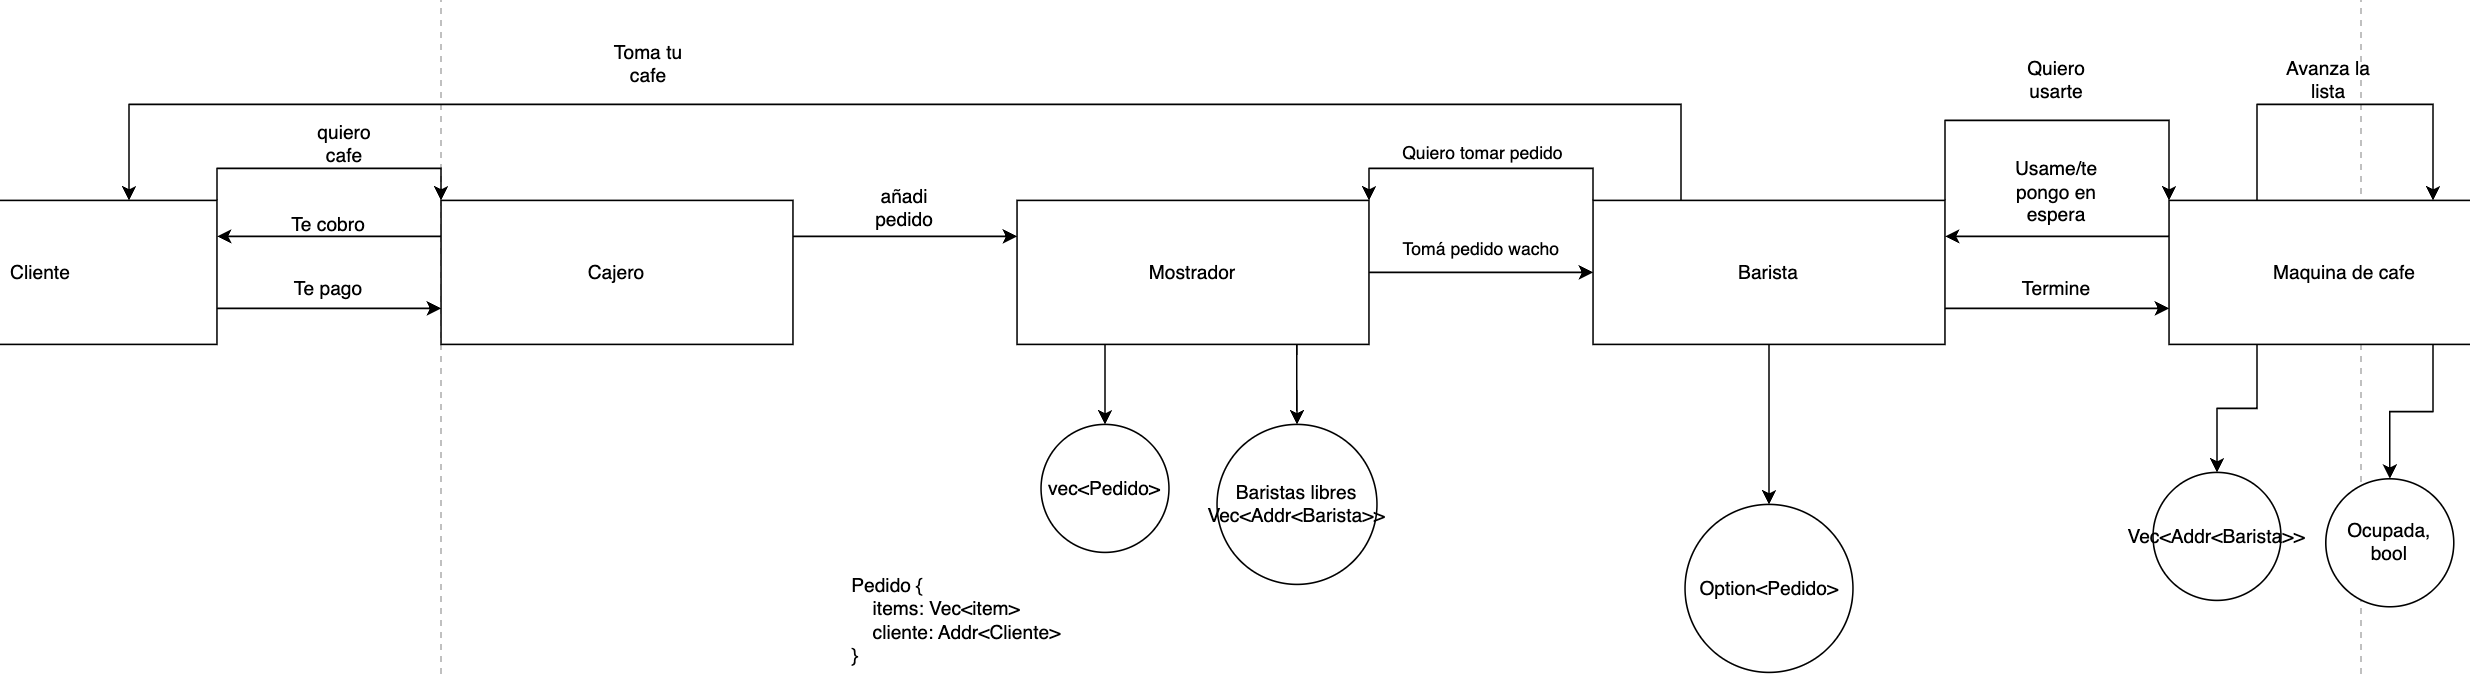 Toma tu
cafe
quiero
cafe
Te cobro
Te pago
Cliente
Cajero
añadi
pedido
Mostrador
Quiero tomar pedido
Tomá pedido wacho
Barista
Quiero
usarte
Usame/te
pongo en
espera
Termine
Avanza la
lista
Maquina de cafe
vec<Pedido>
Baristas libres
Vec<Addr<Barista>>
Option<Pedido>
Vec<Addr<Barista>>
Ocupada,
bool
Pedido {
items: Vec<item>
cliente: Addr<Cliente>
}